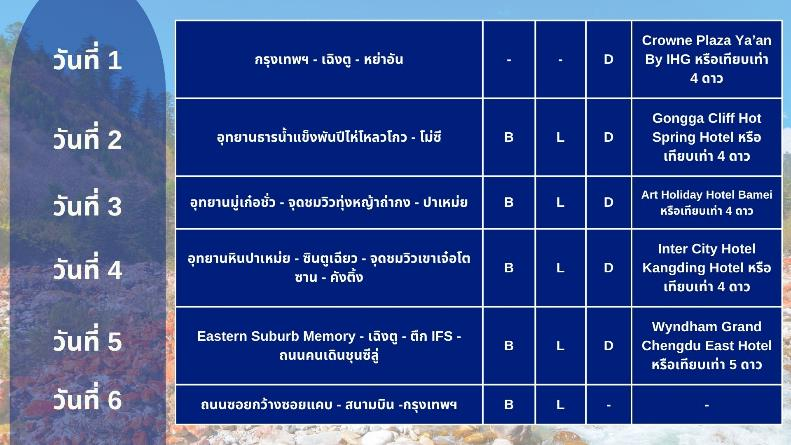 วันที่ 1
กรุงเทพฯ - เฉิงตู - หย่าอัน
-
-
D
Crowne Plaza Ya’an
By IHG หรือเทียบเท่า
4 ดาว
วันที่ 2
อุทยานธารน้ำแข็งพันปีไห่โหลวโกว - โม่ซี
B
L
D
Gongga Cliff Hot
Spring Hotel หรือ
เทียบเท่า 4 ดาว
วันที่ 3
อุทยานมู่เก๋อชั่ว - จุดชมวิวทุ่งหญ้าถ่ากง - ปาเหม่ย
B
L
D
Art Holiday Hotel Bamei
หรือเทียบเท่า 4 ดาว
วันที่ 4
อุทยานหินปาเหม่ย - ซินตูเฉียว - จุดชมวิวเขาเจ๋อโต
ซาน - คังติ้ง
B
L
D
Inter City Hotel
Kangding Hotel หรือ
เทียบเท่า 4 ดาว
วันที่ 5
Eastern Suburb Memory - เฉิงตู - ตึก IFS -
ถนนคนเดินชุนซีลู่
B
L
D
Wyndham Grand
Chengdu East Hotel
หรือเทียบเท่า 5 ดาว
วันที่ 6
ถนนซอยกว้างซอยแคบ - สนามบิน -กรุงเทพฯ
B
L
-
-